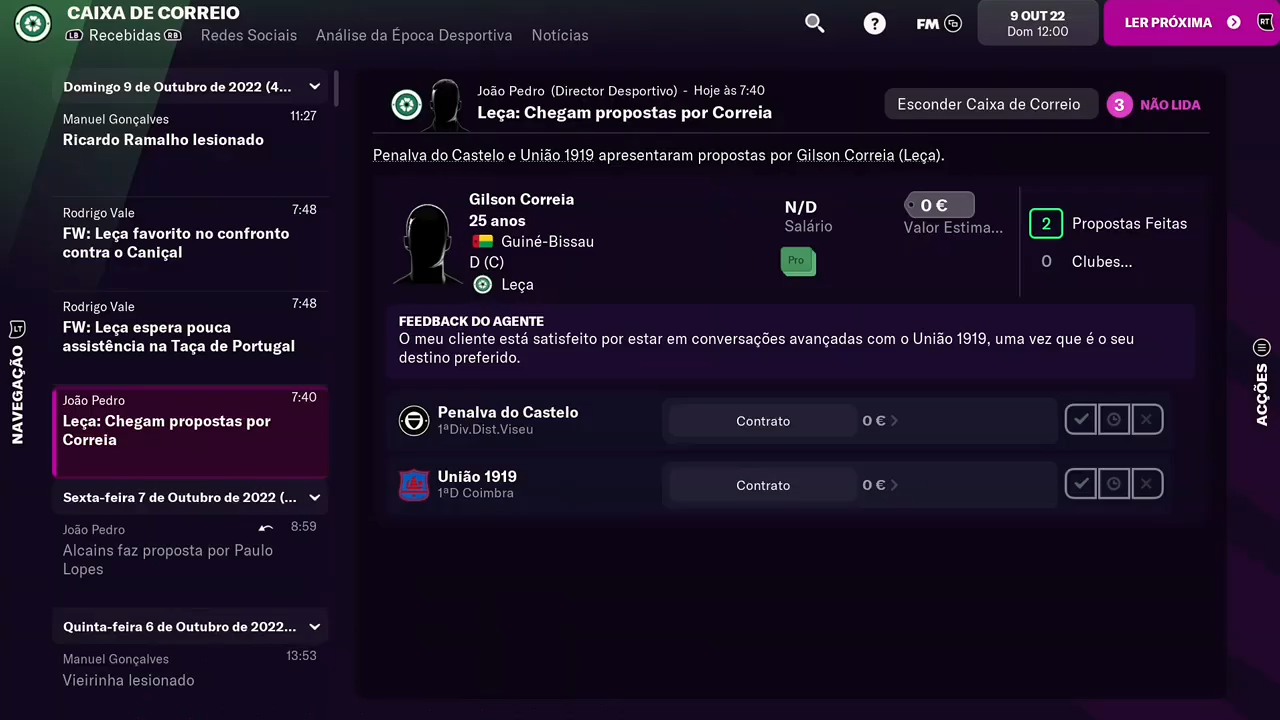 CAIXA DE CORREIO
LB Recebidas RB Redes Sociais Análise da Época Desportiva Notícias
? FM
9 OUT 22
Dom 12:00
LER PRÓXIMA RT
Domingo 9 de Outubro de 2022 (4...
Manuel Gonçalves 11:27
Ricardo Ramalho lesionado
Rodrigo Vale 7:48
FW: Leça favorito no confronto
contra o Caniçal
Rodrigo Vale 7:48
FW: Leça espera pouca
assistência na Taça de Portugal
João Pedro 7:40
Leça: Chegam propostas por
Correia
Sexta-feira 7 de Outubro de 2022 (...
João Pedro 8:59
Alcains faz proposta por Paulo
Lopes
Quinta-feira 6 de Outubro de 2022...
Manuel Gonçalves 13:53
Vieirinha lesionado
NAVEGAÇÃO LT
João Pedro (Director Desportivo) - Hoje às 7:40
Leça: Chegam propostas por Correia
Esconder Caixa de Correio 3 NÃO LIDA
Penalva do Castelo e União 1919 apresentaram propostas por Gilson Correia (Leça).
Gilson Correia
25 anos
Guiné-Bissau
D (C)
Leça
N/D
Salário
Pro
0 €
Valor Estima...
2 Propostas Feitas
0 Clubes...
FEEDBACK DO AGENTE
O meu cliente está satisfeito por estar em conversações avançadas com o União 1919, uma vez que é o seu
destino preferido.
Penalva do Castelo
1ªDiv.Dist.Viseu
Contrato 0 €
União 1919
1ªD Coimbra
Contrato 0 €
ACÇÕES